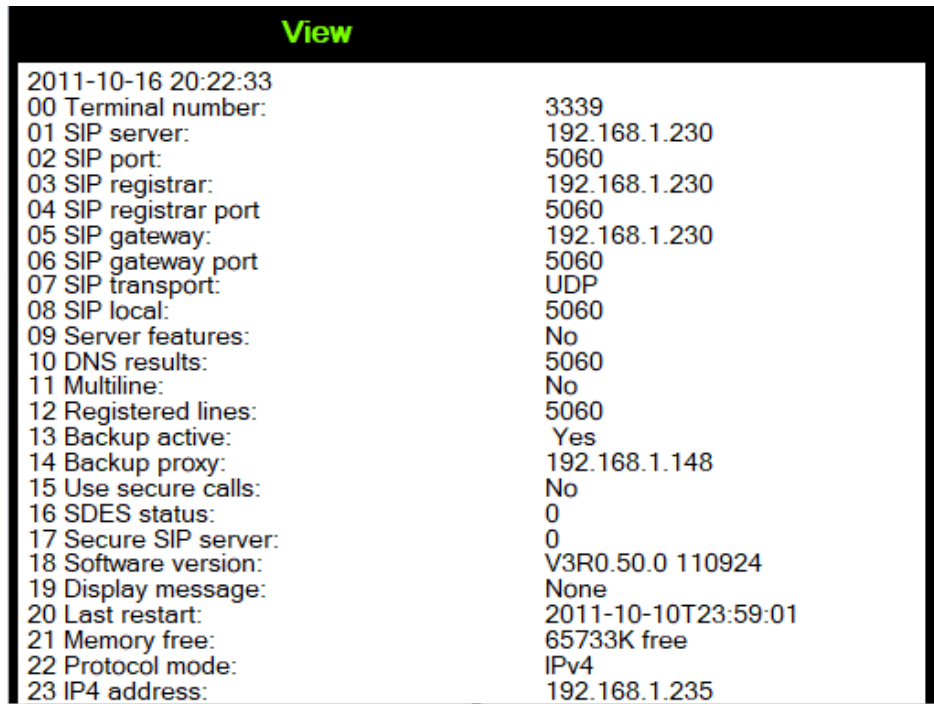 View
2011-10-16 20:22:33
00 Terminal number: 3339
01 SIP server: 192.168.1.230
02 SIP port: 5060
03 SIP registrar: 192.168.1.230
04 SIP registrar port 5060
05 SIP gateway: 192.168.1.230
06 SIP gateway port 5060
07 SIP transport: UDP
08 SIP local: 5060
09 Server features: No
10 DNS results: 5060
11 Multiline: No
12 Registered lines: 5060
13 Backup active: Yes
14 Backup proxy: 192.168.1.148
15 Use secure calls: No
16 SDES status: 0
17 Secure SIP server: 0
18 Software version: V3R0.50.0 110924
19 Display message: None
20 Last restart: 2011-10-10T23:59:01
21 Memory free: 65733K free
22 Protocol mode: IPv4
23 IP4 address: 192.168.1.235